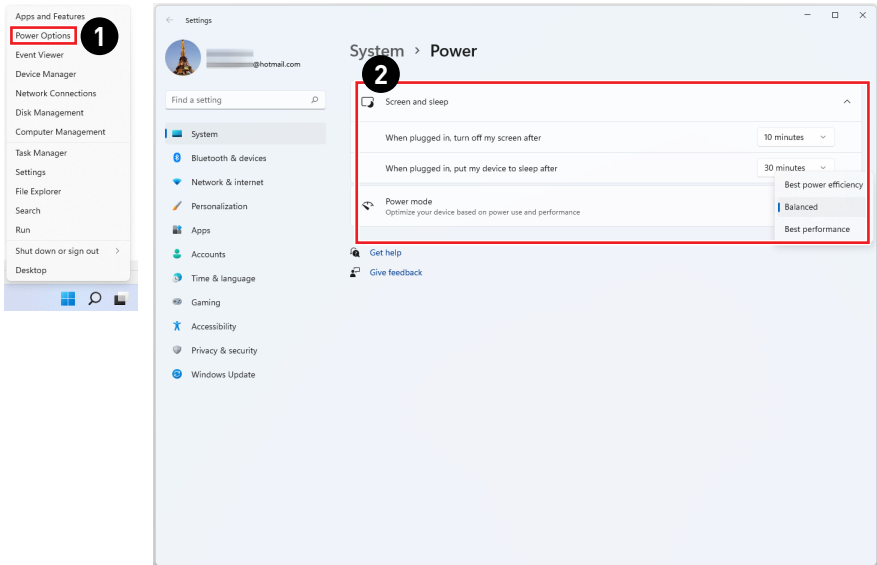 Apps and Features
Power Options
1
Event Viewer
Device Manager
Network Connections
Disk Management
Computer Management
Task Manager
Settings
File Explorer
Search
Run
Shut down or sign out
Desktop
Settings
@hotmail.com
Find a setting
System
Bluetooth & devices
Network & internet
Personalization
Apps
Accounts
Time & language
Gaming
Accessibility
Privacy & security
Windows Update
System > Power
2
Screen and sleep
When plugged in, turn off my screen after 10 minutes
When plugged in, put my device to sleep after 30 minutes
Power mode
Optimize your device based on power use and performance
Best power efficiency
Balanced
Best performance
Get help
Give feedback